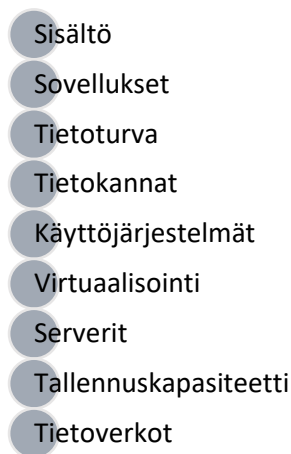 Sisältö
Sovellukset
Tietoturva
Tietokannat
Käyttöjärjestelmät
Virtuaalisointi
Serverit
Tallennuskapasiteetti
Tietoverkot